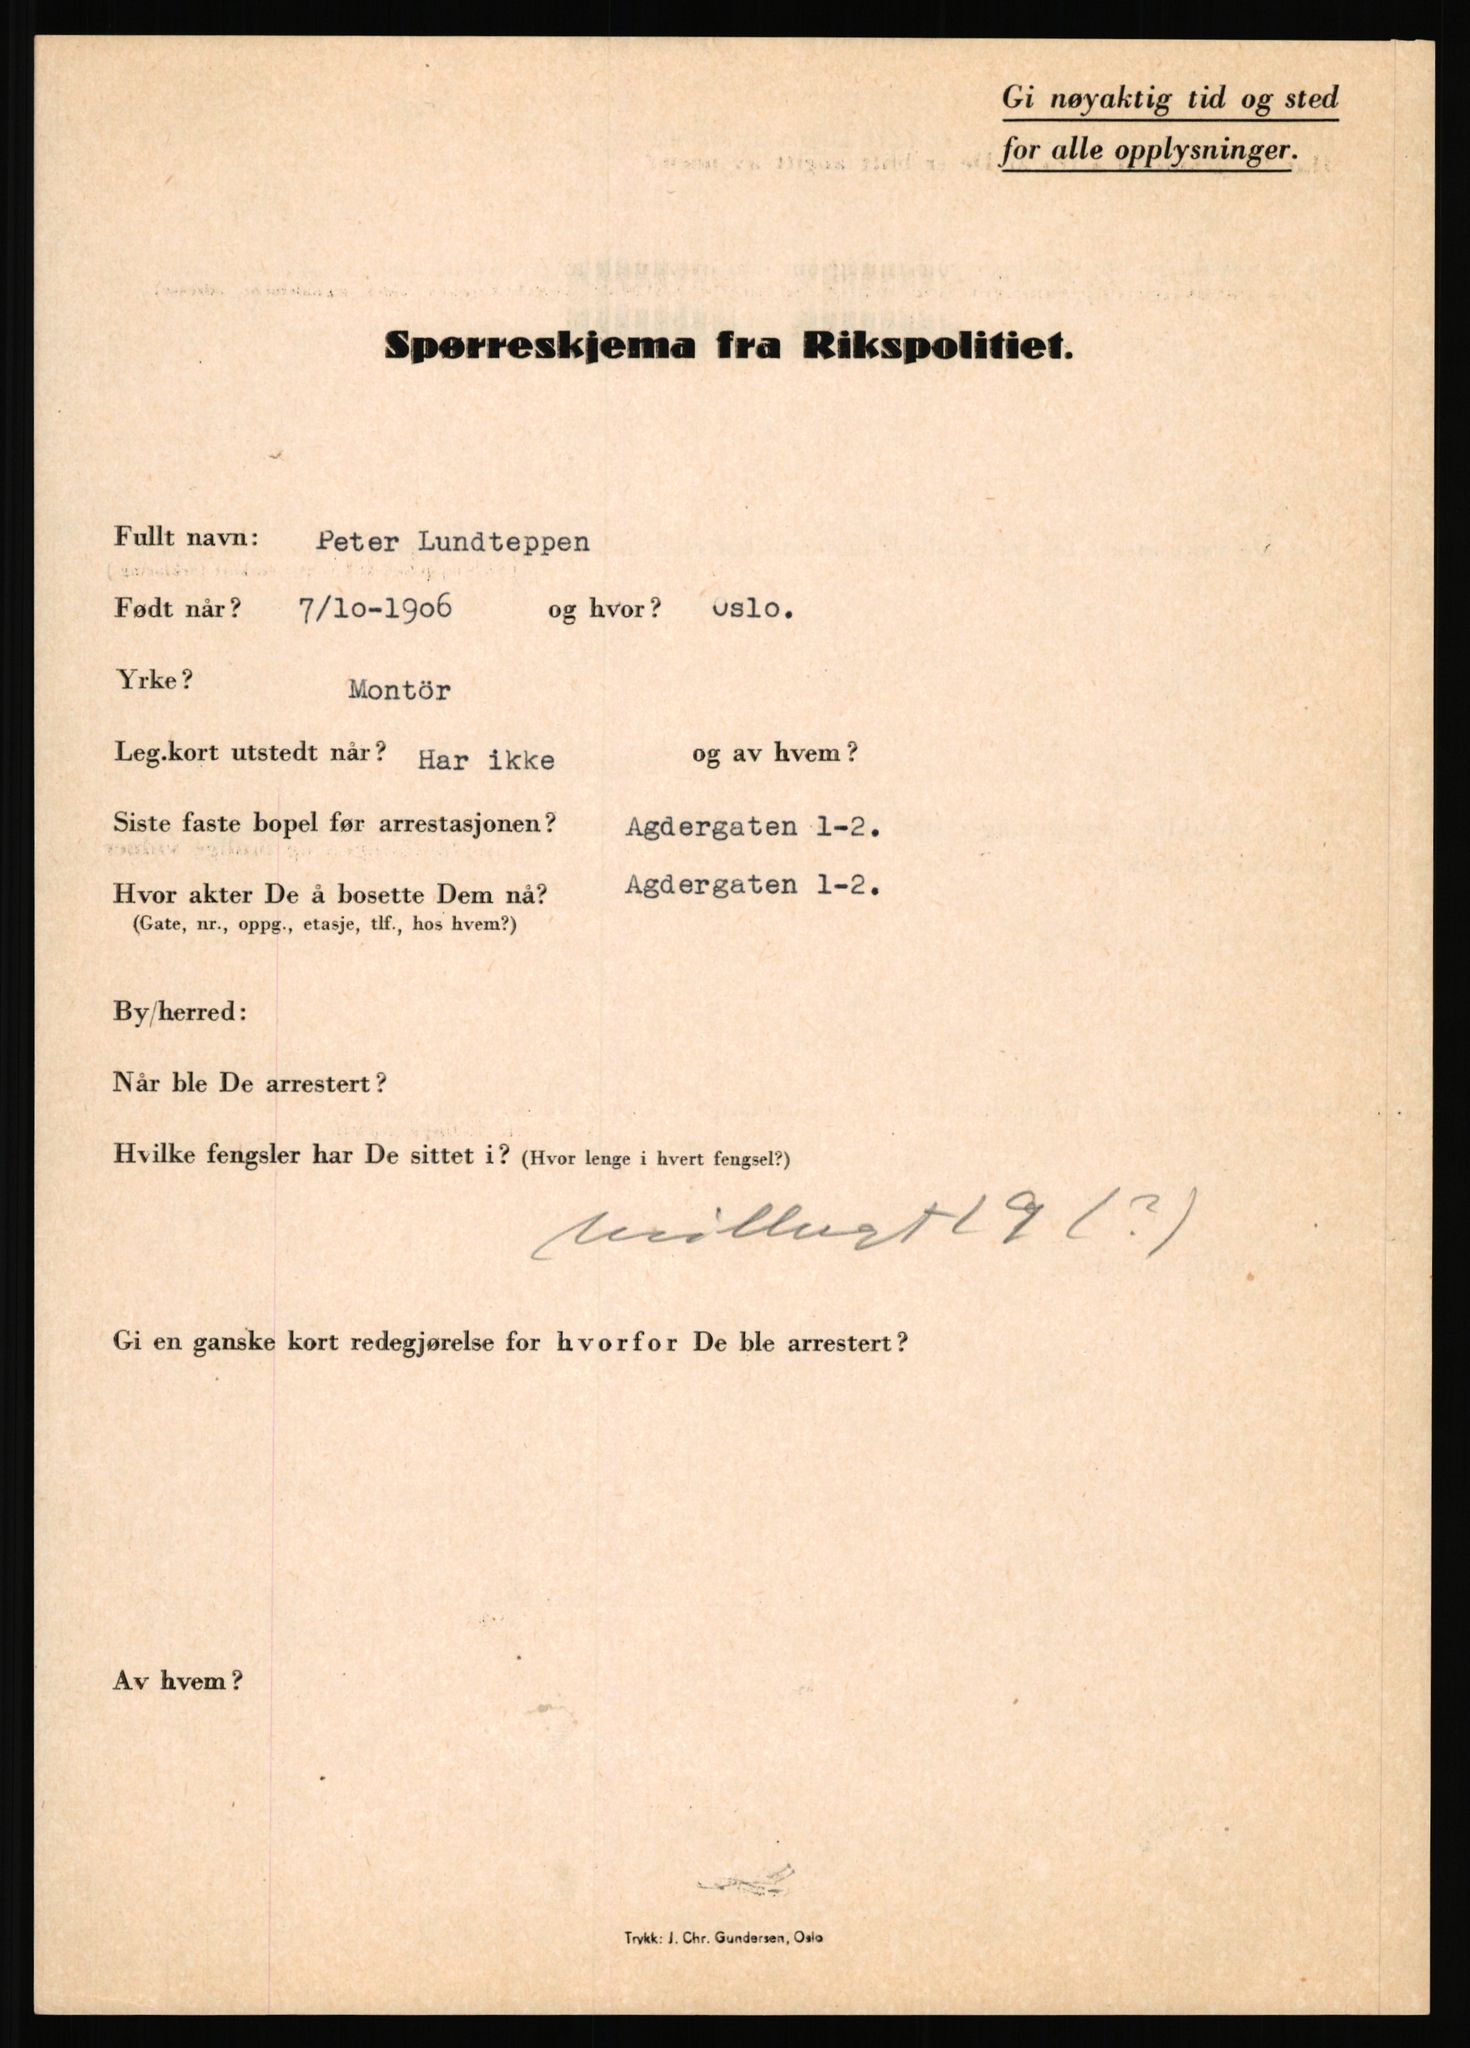 Gi nøyaktig tid og sted
for alle opplysninger.
Spørreskjema fra Rikspolitiet.
Fullt navn: Peter Lundteppen
Født når? 7/10-1906 og hvor? Oslo.
Yrke? Montör
Leg.kort utstedt når? Har ikke og av hvem?
Siste faste bopel før arrestasjonen? Agdergaten 1-2.
Hvor akter De å bosette Dem nå? Agdergaten 1-2.
(Gate, nr., oppg., etasje, tlf., hos hvem?)
By/herred:
Når ble De arrestert?
Hvilke fengsler har De sittet i? (Hvor lenge i hvert fengsel?)
19 (?)
Gi en ganske kort redegjørelse for hvorfor De ble arrestert?
Av hvem?
Trykk: J. Chr. Gundersen, Oslo